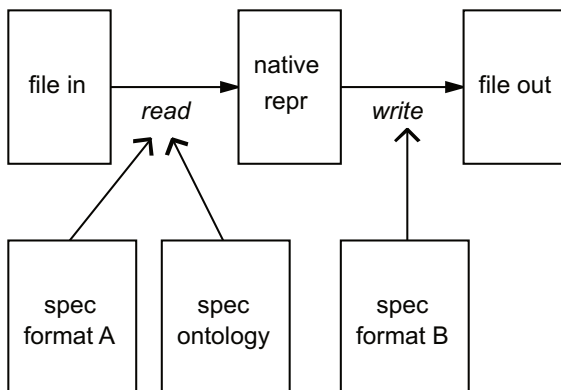 file in
read
native
repr
write
file out
spec
format A
spec
ontology
spec
format B